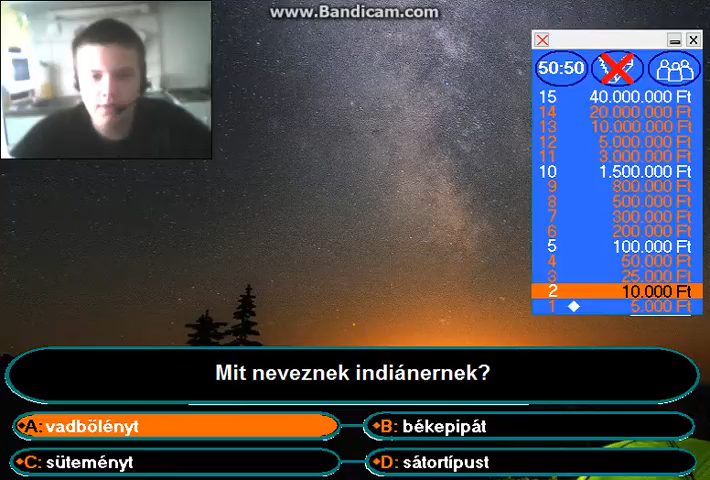 www.Bandicam.com
50:50
15 40.000.000 Ft
14 20.000.000 Ft
13 10.000.000 Ft
12 5.000.000 Ft
11 3.000.000 Ft
10 1.500.000 Ft
9 800.000 Ft
8 500.000 Ft
7 300.000 Ft
6 200.000 Ft
5 100.000 Ft
4 50.000 Ft
3 25.000 Ft
2 10.000 Ft
1 5.000 Ft
Mit neveznek indiánernek?
A: vadbölényt
B: békepipát
C: süteményt
D: sátortípust